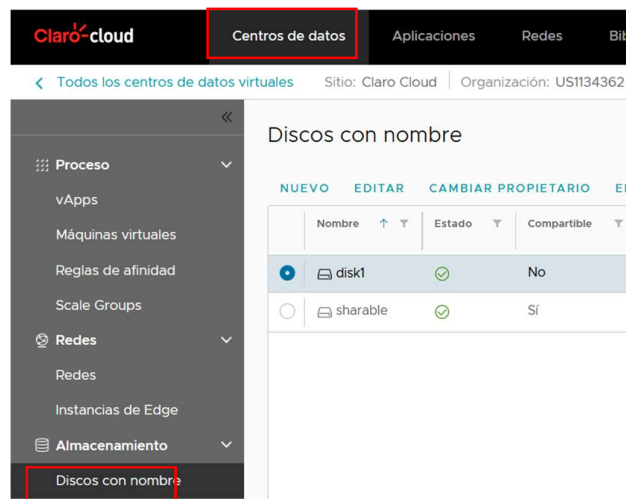 Claro-cloud Centros de datos Aplicaciones Redes
Todos los centros de datos virtuales Sitio: Claro Cloud Organización: US1134362
Discos con nombre
Proceso
vApps
Máquinas virtuales
Reglas de afinidad
Scale Groups
Redes
Redes
Instancias de Edge
Almacenamiento
Discos con nombre
NUEVO EDITAR CAMBIAR PROPIETARIO
Nombre Estado Compartible
disk1 No
sharable Sí